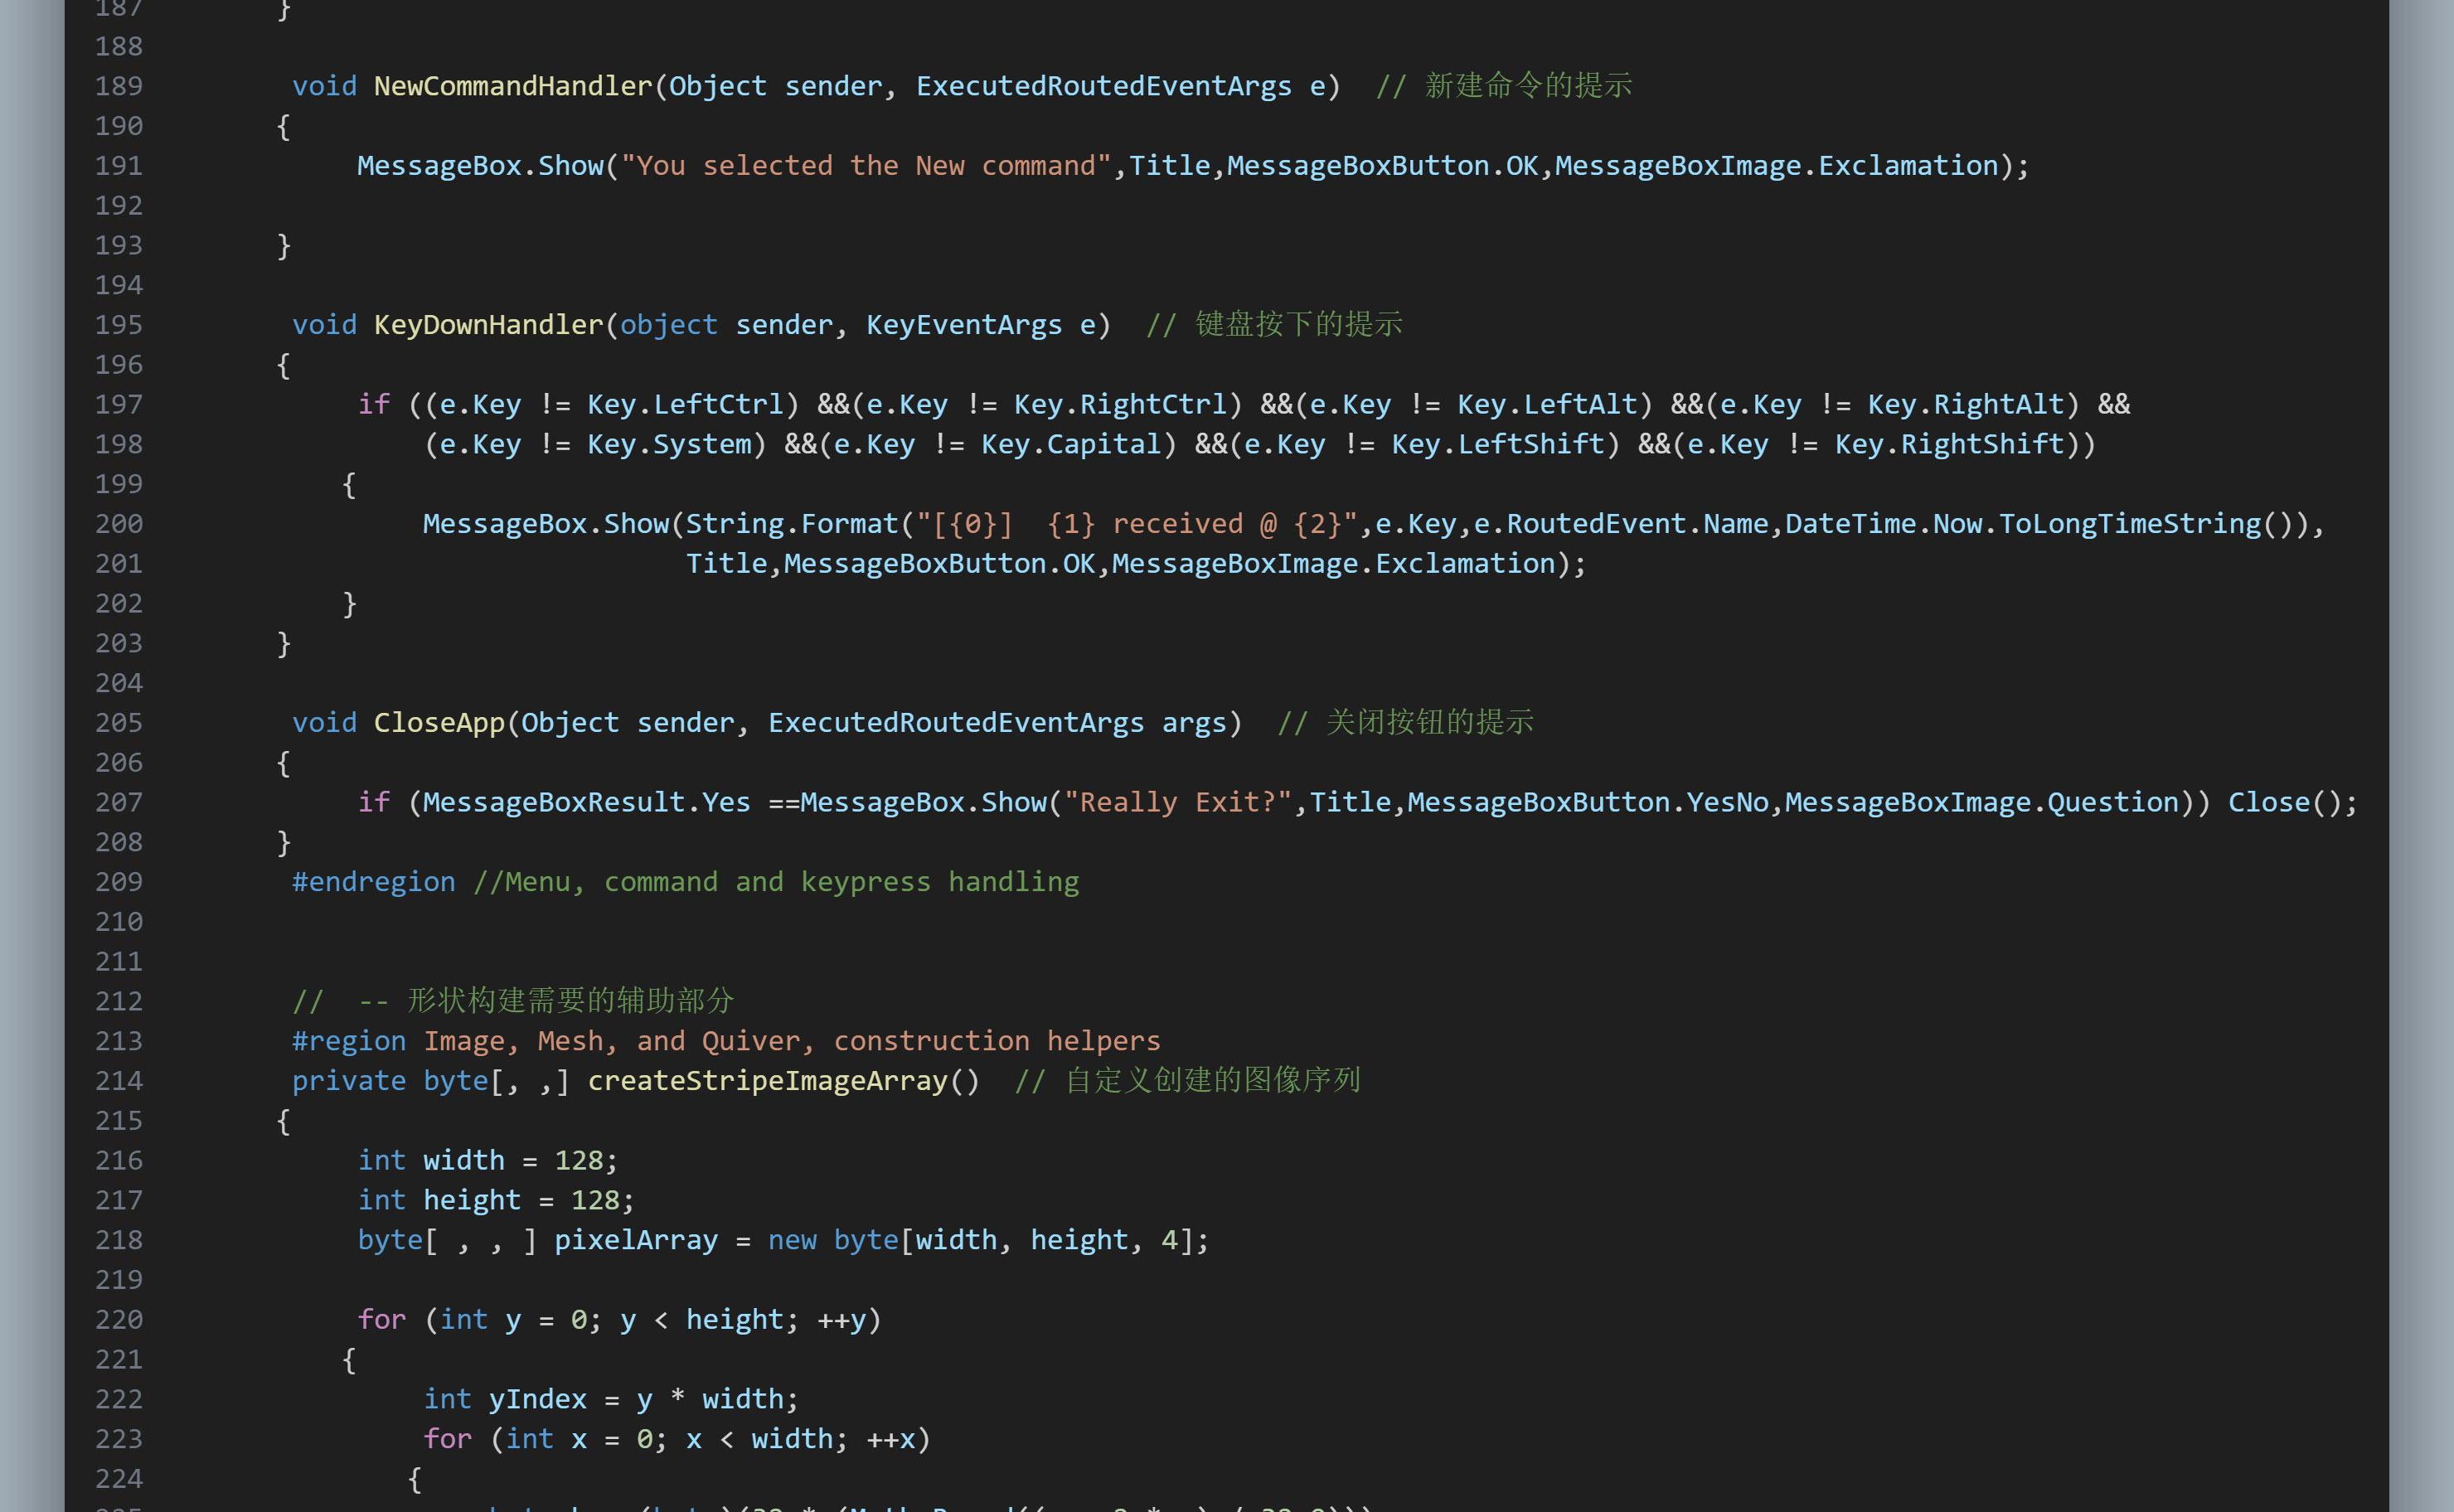 187 }
188
189 void NewCommandHandler(Object sender, ExecutedRoutedEventArgs e)  // 新建命令的提示
190 {
191 MessageBox.Show("You selected the New command",Title,MessageBoxButton.OK,MessageBoxImage.Exclamation);
192
193 }
194
195 void KeyDownHandler(object sender, KeyEventArgs e)  // 键盘按下的提示
196 {
197 if ((e.Key != Key.LeftCtrl) &&(e.Key != Key.RightCtrl) &&(e.Key != Key.LeftAlt) &&(e.Key != Key.RightAlt) &&
198 (e.Key != Key.System) &&(e.Key != Key.Capital) &&(e.Key != Key.LeftShift) &&(e.Key != Key.RightShift))
199 {
200 MessageBox.Show(String.Format("[{0}]  {1} received @ {2}",e.Key,e.RoutedEvent.Name,DateTime.Now.ToLongTimeString()),
201 Title,MessageBoxButton.OK,MessageBoxImage.Exclamation);
202 }
203 }
204
205 void CloseApp(Object sender, ExecutedRoutedEventArgs args)  // 关闭按钮的提示
206 {
207 if (MessageBoxResult.Yes ==MessageBox.Show("Really Exit?",Title,MessageBoxButton.YesNo,MessageBoxImage.Question)) Close();
208 }
209 #endregion //Menu, command and keypress handling
210
211
212 //  -- 形状构建需要的辅助部分
213 #region Image, Mesh, and Quiver, construction helpers
214 private byte[, ,] createStripeImageArray()  // 自定义创建的图像序列
215 {
216 int width = 128;
217 int height = 128;
218 byte[ , , ] pixelArray = new byte[width, height, 4];
219
220 for (int y = 0; y < height; ++y)
221 {
222 int yIndex = y * width;
223 for (int x = 0; x < width; ++x)
224 {